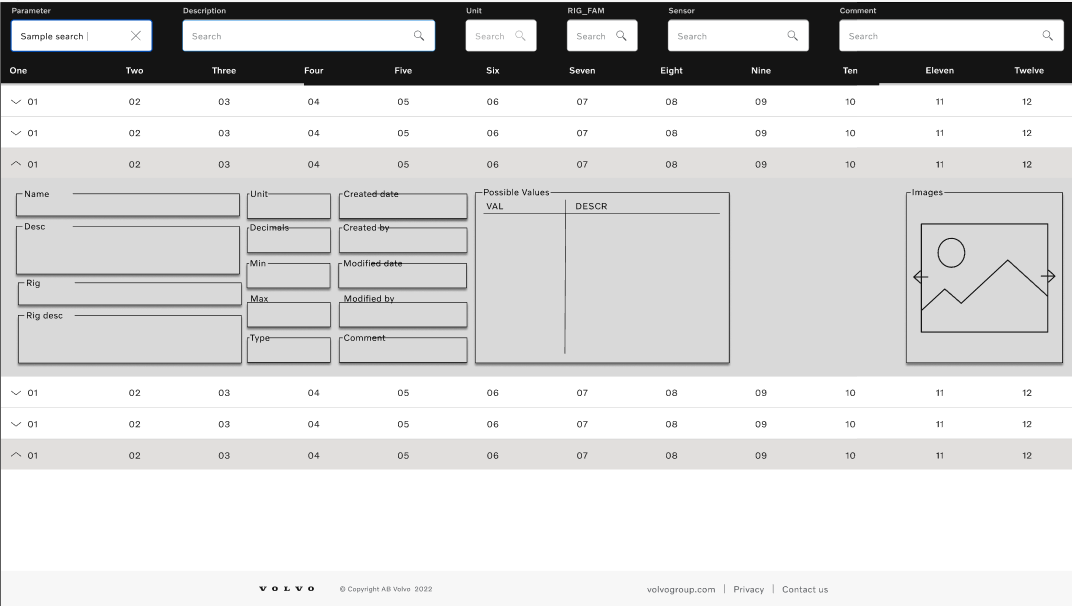 Parameter Description Unit RIG_FAM Sensor Comment
Sample search Search Search Search Search Search
One Two Three Four Five Six Seven Eight Nine Ten Eleven Twelve
01 02 03 04 05 06 07 08 09 10 11 12
01 02 03 04 05 06 07 08 09 10 11 12
01 02 03 04 05 06 07 08 09 10 11 12
Name Unit Created date Possible Values Images
VAL DESCR
Desc Decimals Created by
Min Modified date
Rig
Max Modified by
Rig desc
Type Comment
01 02 03 04 05 06 07 08 09 10 11 12
01 02 03 04 05 06 07 08 09 10 11 12
01 02 03 04 05 06 07 08 09 10 11 12
VOLVO © Copyright AB Volvo 2022 volvogroup.com | Privacy | Contact us